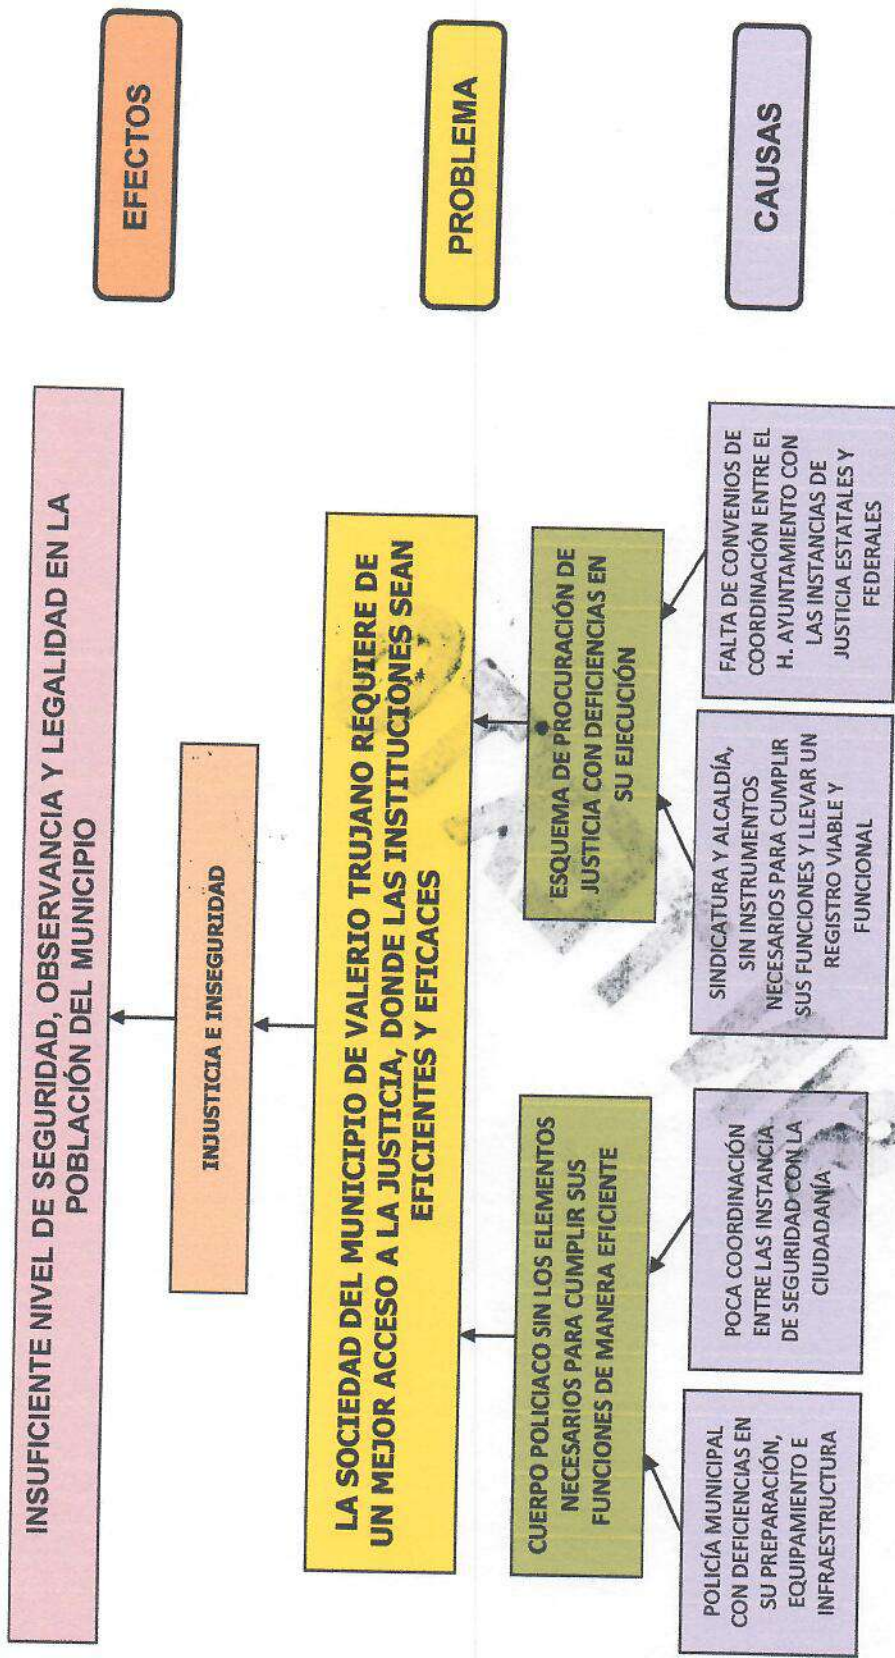 INSUFICIENTE NIVEL DE SEGURIDAD, OBSERVANCIA Y LEGALIDAD EN LA
POBLACIÓN DEL MUNICIPIO
EFECTOS
INJUSTICIA E INSEGURIDAD
LA SOCIEDAD DEL MUNICIPIO DE VALERIO TRUJANO REQUIERE DE
UN MEJOR ACCESO A LA JUSTICIA, DONDE LAS INSTITUCIONES SEAN
EFICIENTES Y EFICACES
PROBLEMA
CUERPO POLICIACO SIN LOS ELEMENTOS
NECESARIOS PARA CUMPLIR SUS
FUNCIONES DE MANERA EFICIENTE
ESQUEMA DE PROCURACIÓN DE
JUSTICIA CON DEFICIENCIAS EN
SU EJECUCIÓN
POLICÍA MUNICIPAL
CON DEFICIENCIAS EN
SU PREPARACIÓN,
EQUIPAMIENTO E
INFRAESTRUCTURA
POCA COORDINACIÓN
ENTRE LAS INSTANCIA
DE SEGURIDAD CON LA
CIUDADANÍA
SINDICATURA Y ALCALDÍA,
SIN INSTRUMENTOS
NECESARIOS PARA CUMPLIR
SUS FUNCIONES Y LLEVAR UN
REGISTRO VIABLE Y
FUNCIONAL
FALTA DE CONVENIOS DE
COORDINACIÓN ENTRE EL
H. AYUNTAMIENTO CON
LAS INSTANCIAS DE
JUSTICIA ESTATALES Y
FEDERALES
CAUSAS